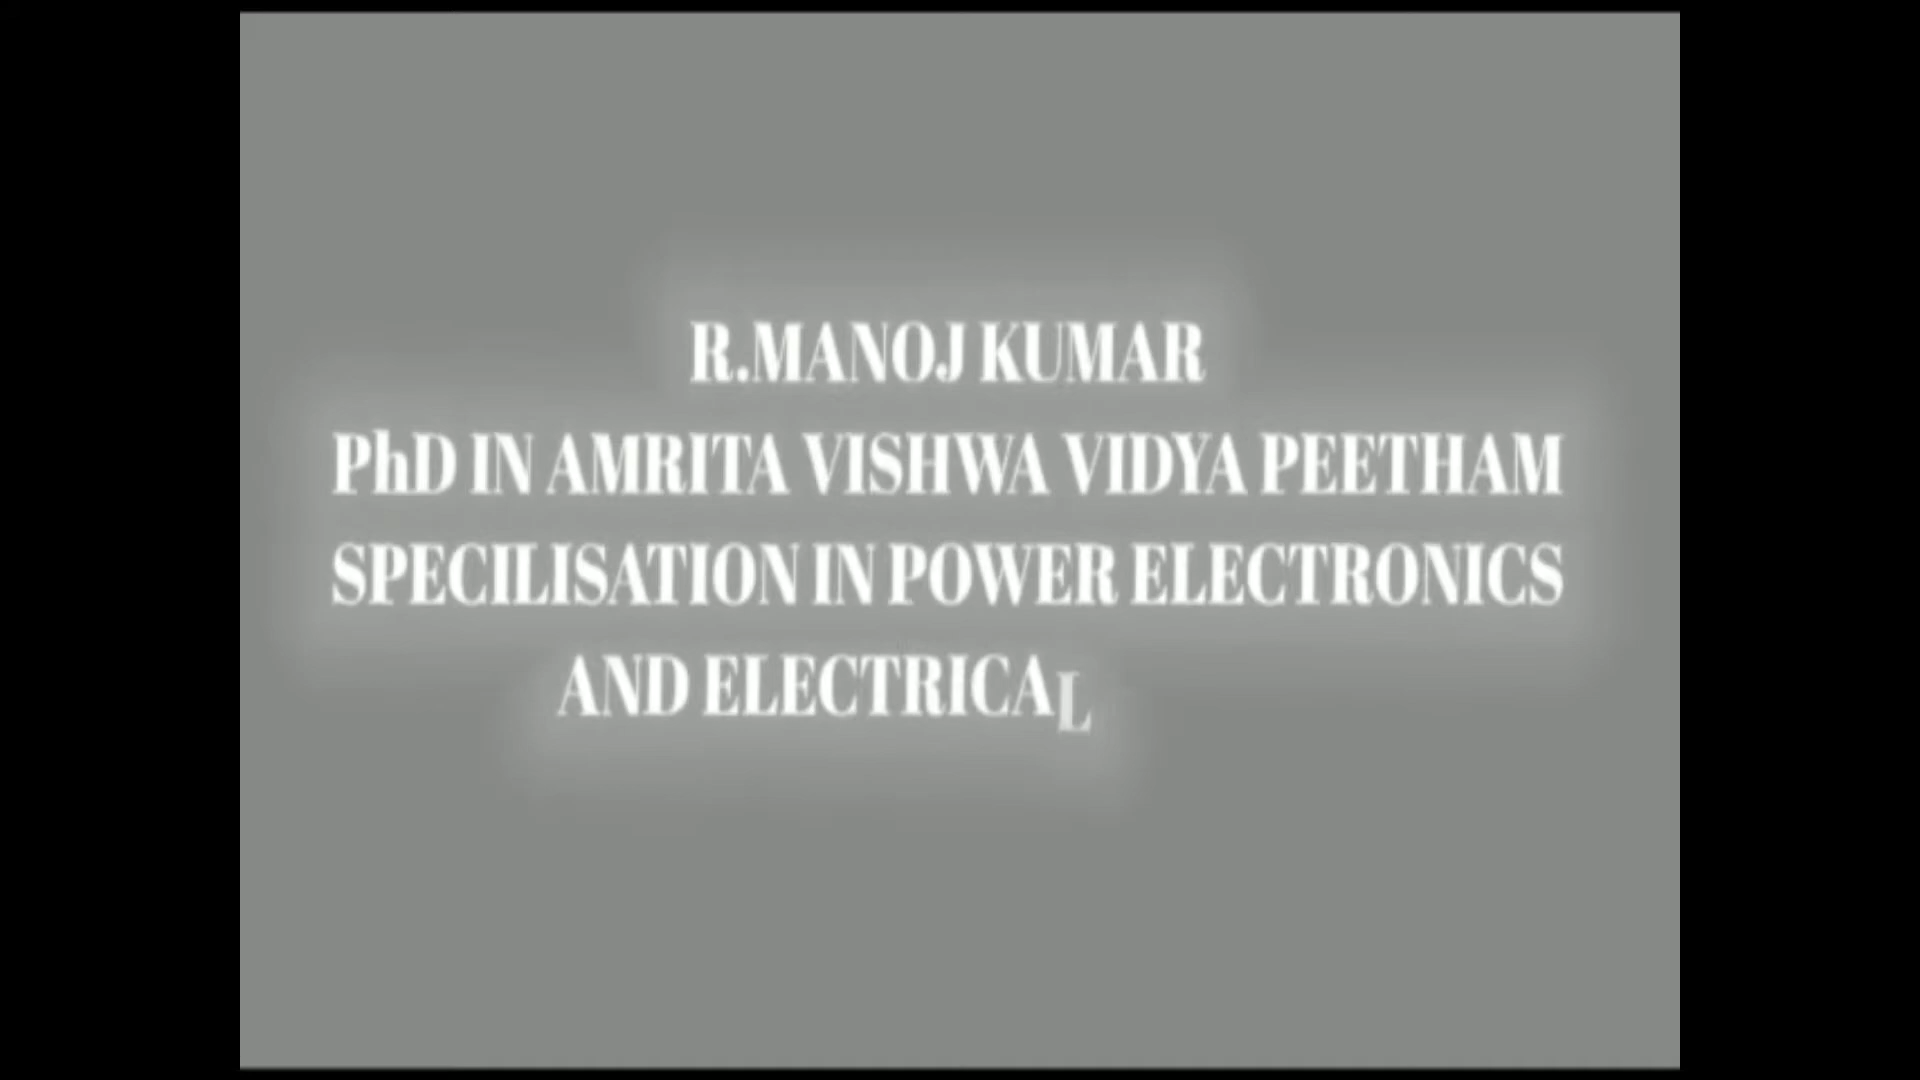 R.MANOJ KUMAR
PhD IN AMRITA VISHWA VIDYA PEETHAM
SPECILISATION IN POWER ELECTRONICS
AND ELECTRICAL